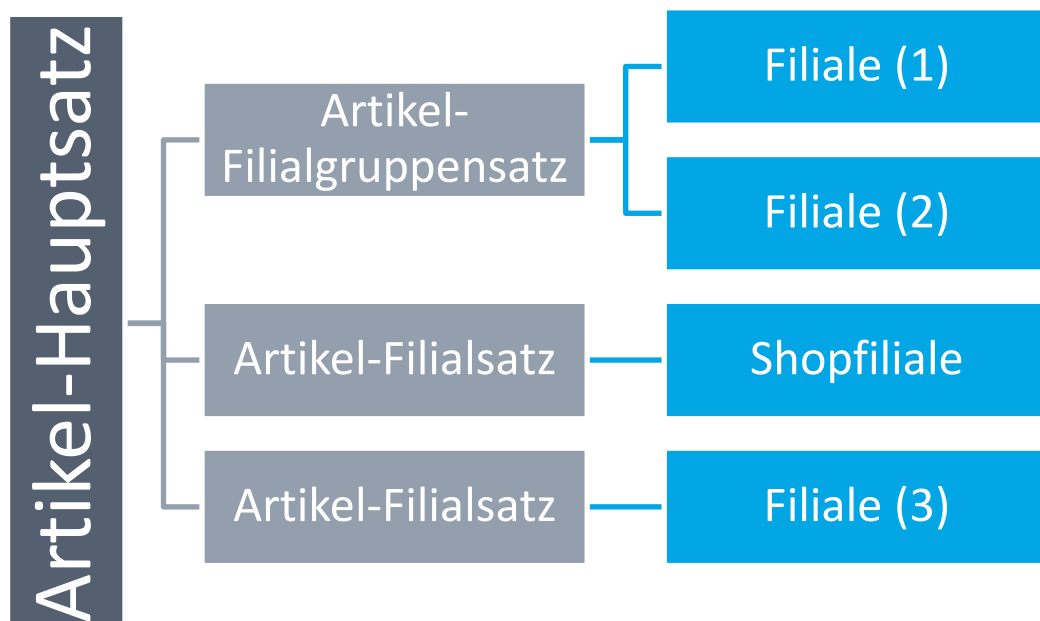 Artikel-Hauptsatz
Artikel-
Filialgruppensatz
Filiale (1)
Filiale (2)
Artikel-Filialsatz
Shopfiliale
Artikel-Filialsatz
Filiale (3)